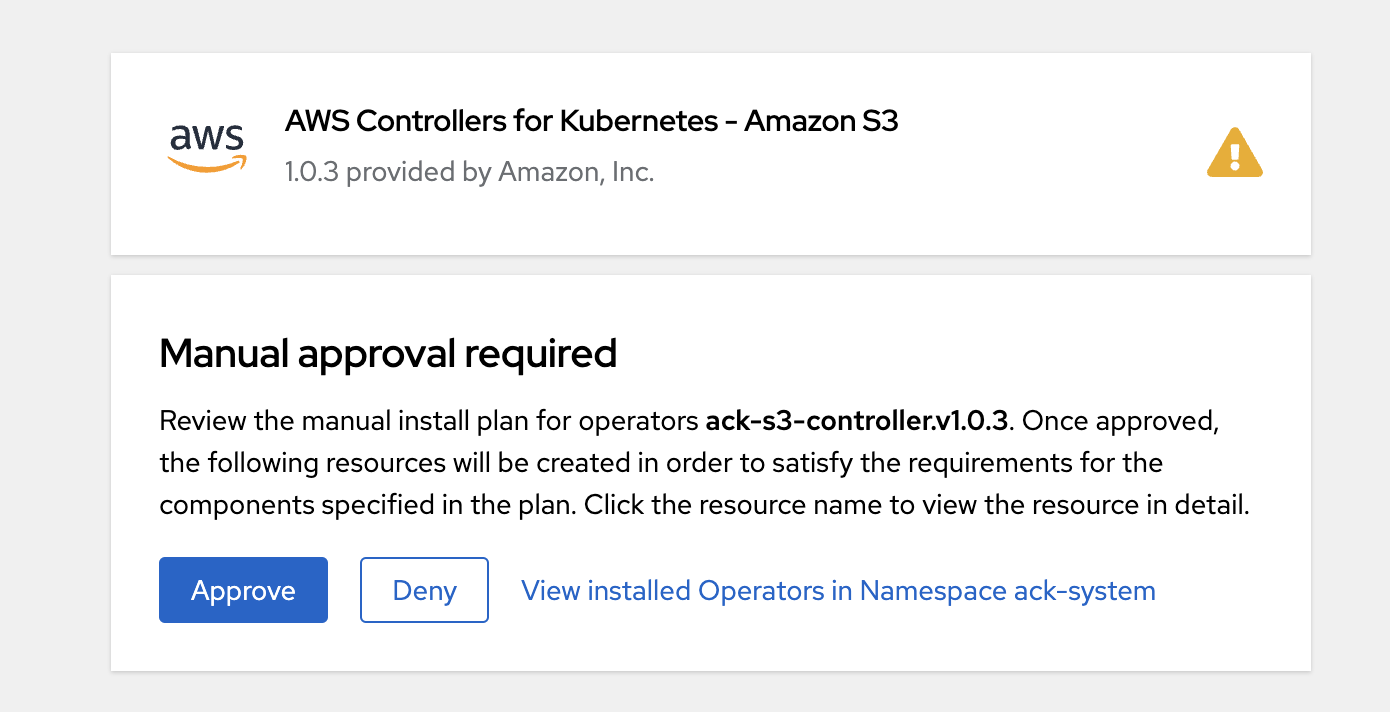 aws
AWS Controllers for Kubernetes - Amazon S3
1.0.3 provided by Amazon, Inc.
Manual approval required
Review the manual install plan for operators ack-s3-controller.v1.0.3. Once approved,
the following resources will be created in order to satisfy the requirements for the
components specified in the plan. Click the resource name to view the resource in detail.
Approve Deny View installed Operators in Namespace ack-system